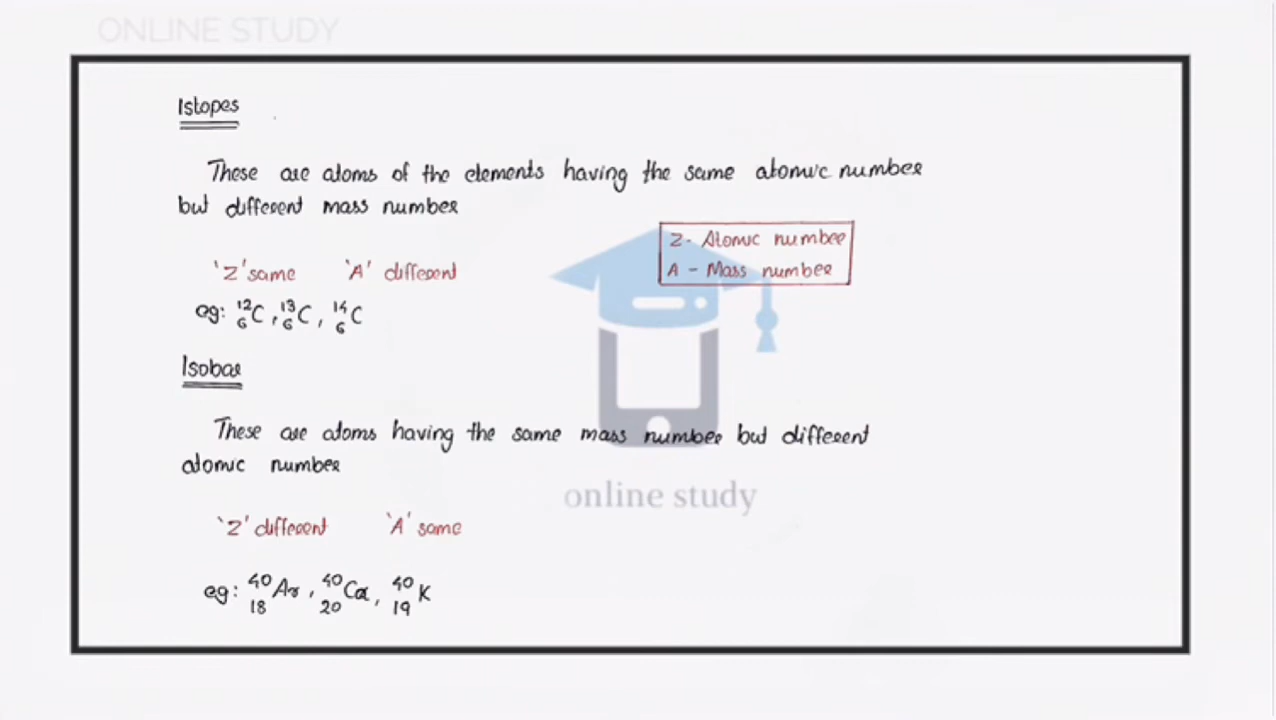 ONLINE STUDY
Istopes
These are atoms of the elements having the same atomic number
but different mass number
Z - Atomic number
A - Mass number
'Z' same 'A' different
eg: ¹²₆C, ¹³₆C, ¹⁴₆C
Isobar
These are atoms having the same mass number but different
atomic number
online study
'Z' different 'A' same
eg: ⁴⁰₁₈Ar, ⁴⁰₂₀Ca, ⁴⁰₁₉K